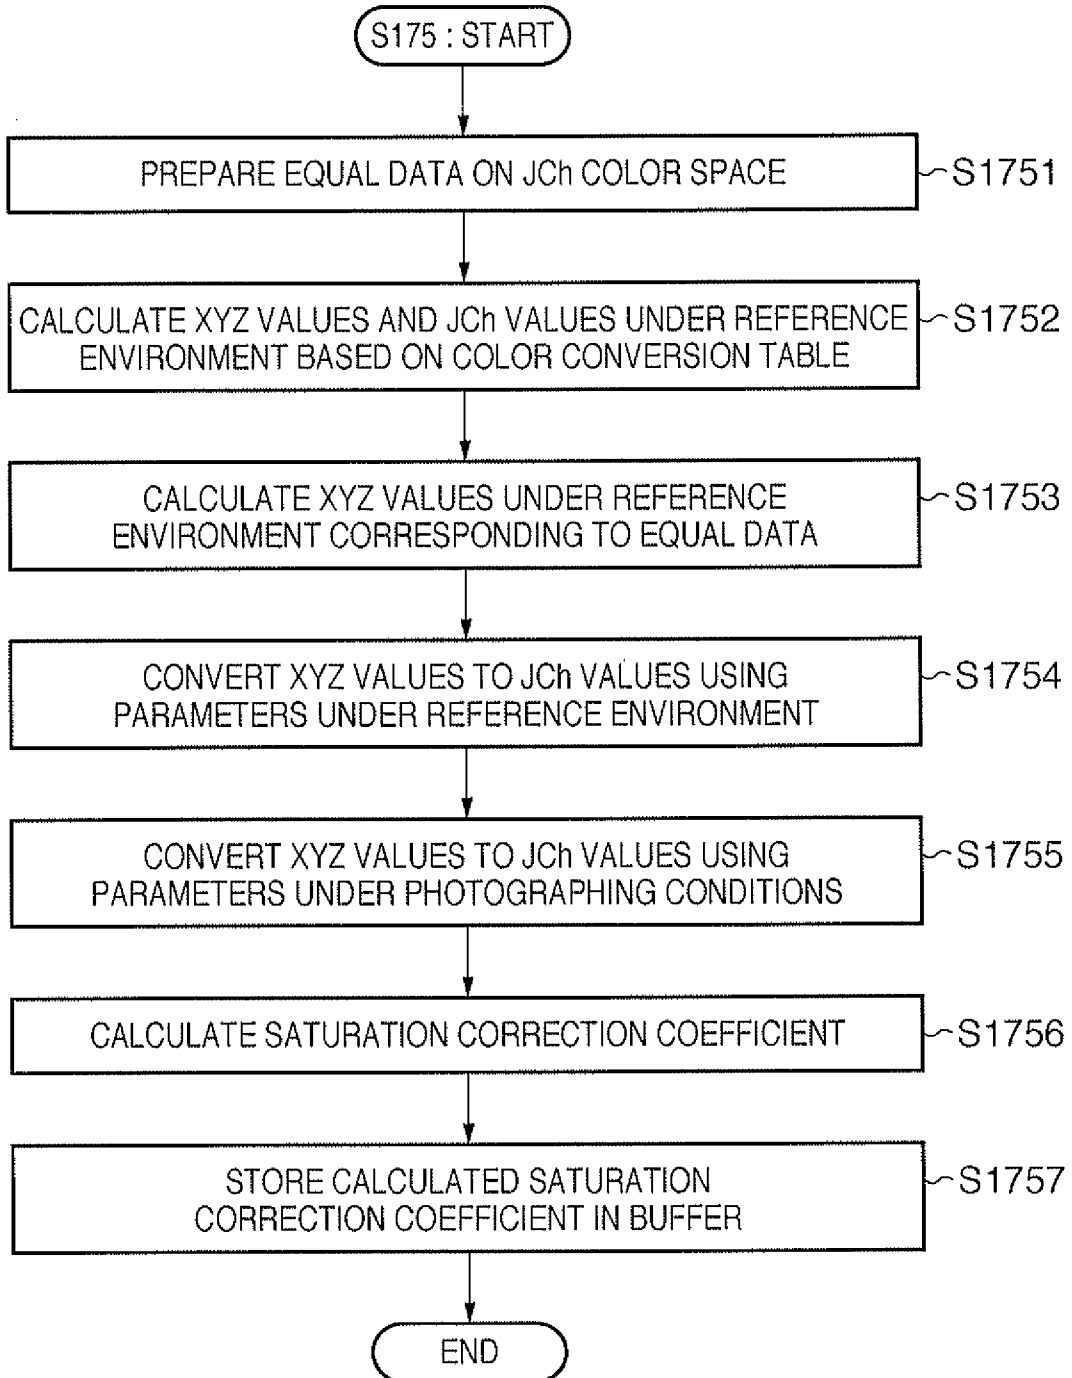 S175 : START
PREPARE EQUAL DATA ON JCh COLOR SPACE
S1751
CALCULATE XYZ VALUES AND JCh VALUES UNDER REFERENCE
ENVIRONMENT BASED ON COLOR CONVERSION TABLE
S1752
CALCULATE XYZ VALUES UNDER REFERENCE
ENVIRONMENT CORRESPONDING TO EQUAL DATA
S1753
CONVERT XYZ VALUES TO JCh VALUES USING
PARAMETERS UNDER REFERENCE ENVIRONMENT
S1754
CONVERT XYZ VALUES TO JCh VALUES USING
PARAMETERS UNDER PHOTOGRAPHING CONDITIONS
S1755
CALCULATE SATURATION CORRECTION COEFFICIENT
S1756
STORE CALCULATED SATURATION
CORRECTION COEFFICIENT IN BUFFER
S1757
END